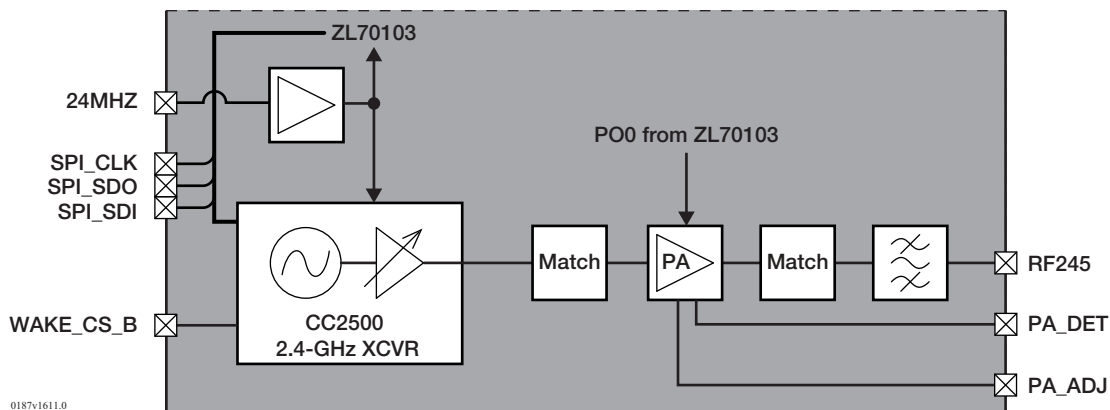 ZL70103
24MHZ
PO0 from ZL70103
SPI_CLK
SPI_SDO
SPI_SDI
Match
PA
Match
RF245
WAKE_CS_B
CC2500
2.4-GHz XCVR
PA_DET
PA_ADJ
0187v1611.0